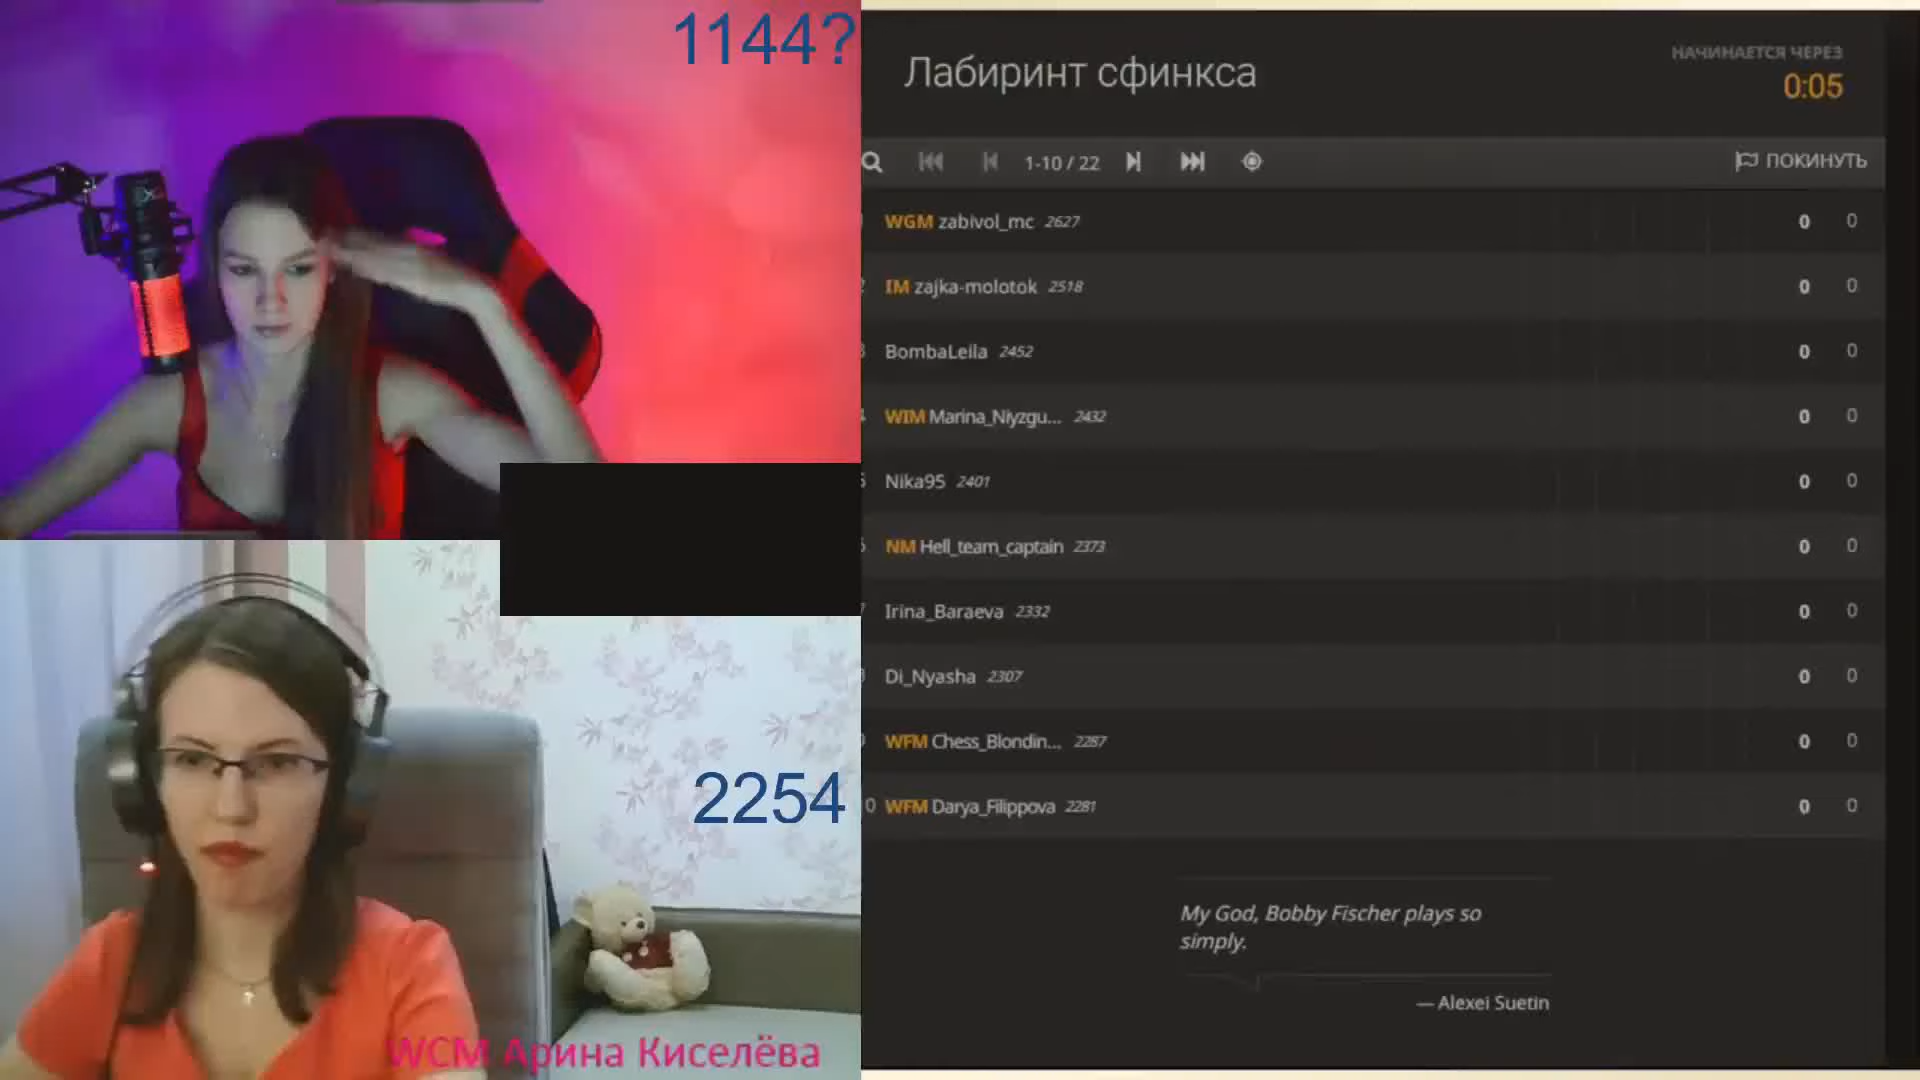 1144?
2254
WCM Арина Киселёва
Лабиринт сфинкса
НАЧИНАЕТСЯ ЧЕРЕЗ
0:05
1-10 / 22
ПОКИНУТЬ
WGM zabivol_mc 2627 0 0
IM zajka-molotok 2518 0 0
BombaLeila 2452 0 0
WIM Marina_Niyzgu... 2432 0 0
Nika95 2401 0 0
NM Hell_team_captain 2373 0 0
Irina_Baraeva 2332 0 0
Di_Nyasha 2307 0 0
WFM Chess_Blondin... 2287 0 0
0 WFM Darya_Filippova 2281 0 0
My God, Bobby Fischer plays so
simply.
— Alexei Suetin